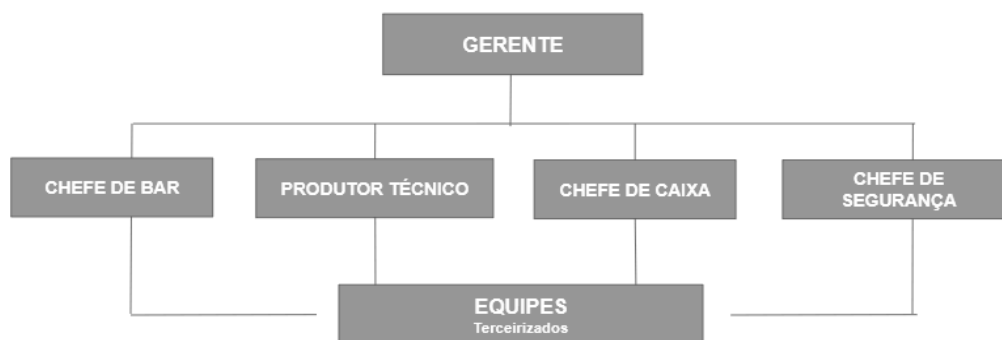 GERENTE
CHEFE DE BAR
PRODUTOR TÉCNICO
CHEFE DE CAIXA
CHEFE DE
SEGURANÇA
EQUIPES
Terceirizados